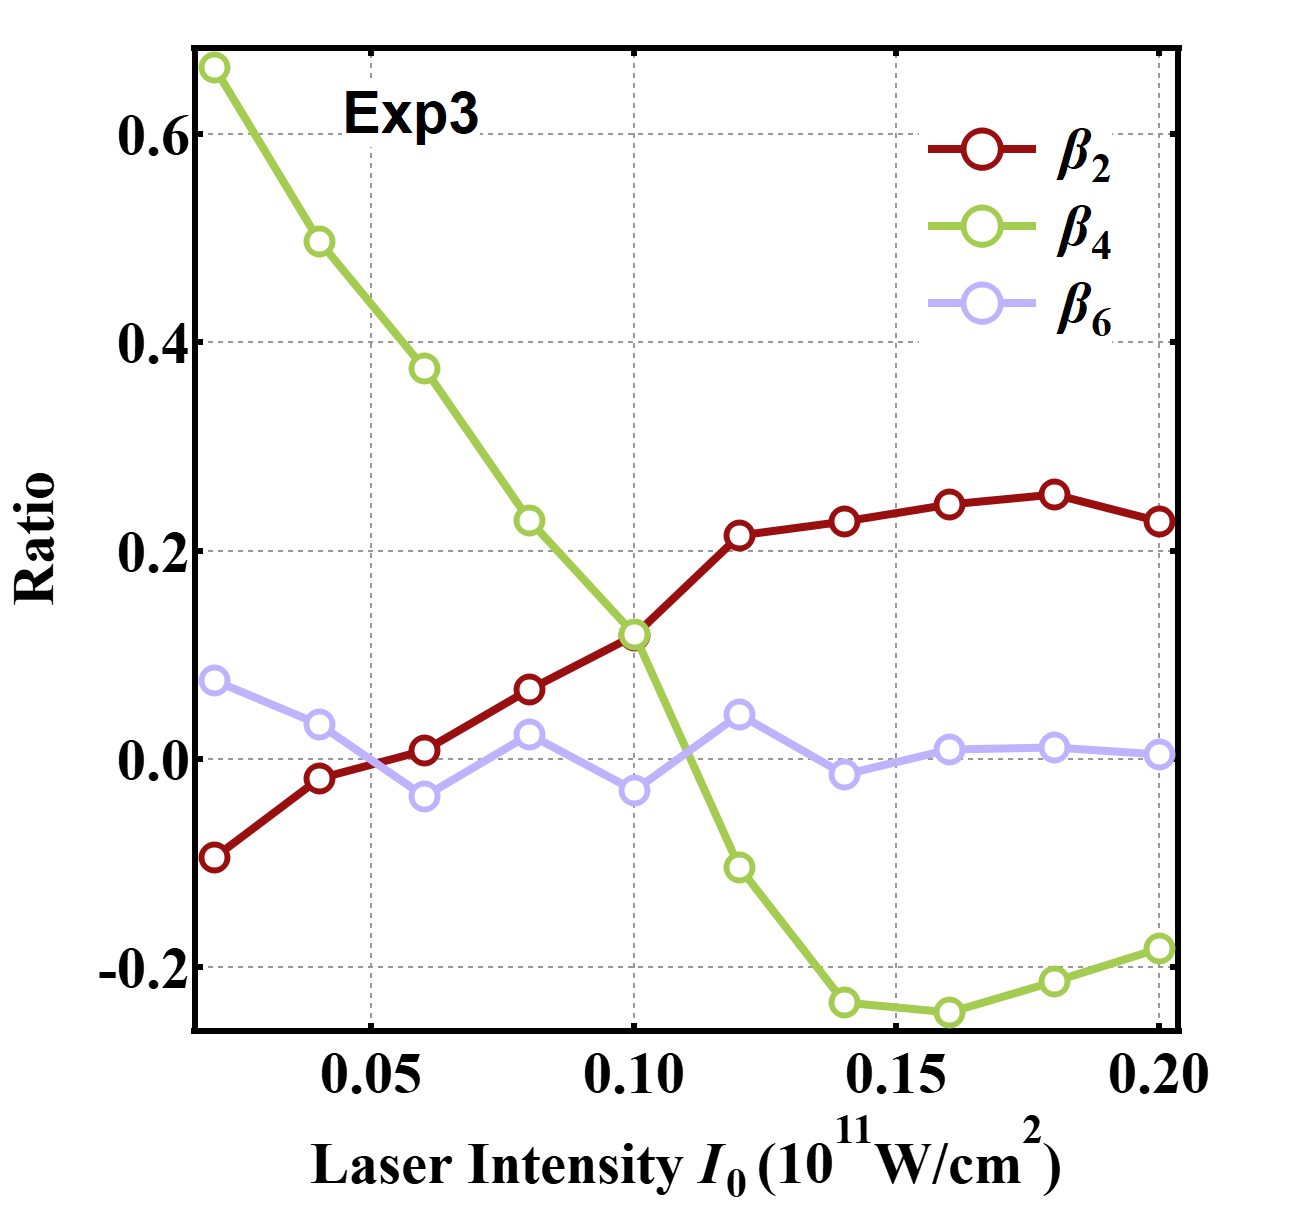 Exp3
β2
β4
β6
0.6
0.4
0.2
0.0
-0.2
Ratio
0.05 0.10 0.15 0.20
Laser Intensity I0 (10^11 W/cm^2)